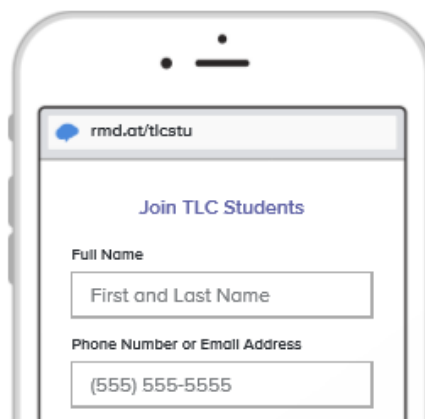 rmd.at/tlcstu
Join TLC Students
Full Name
First and Last Name
Phone Number or Email Address
(555) 555-5555